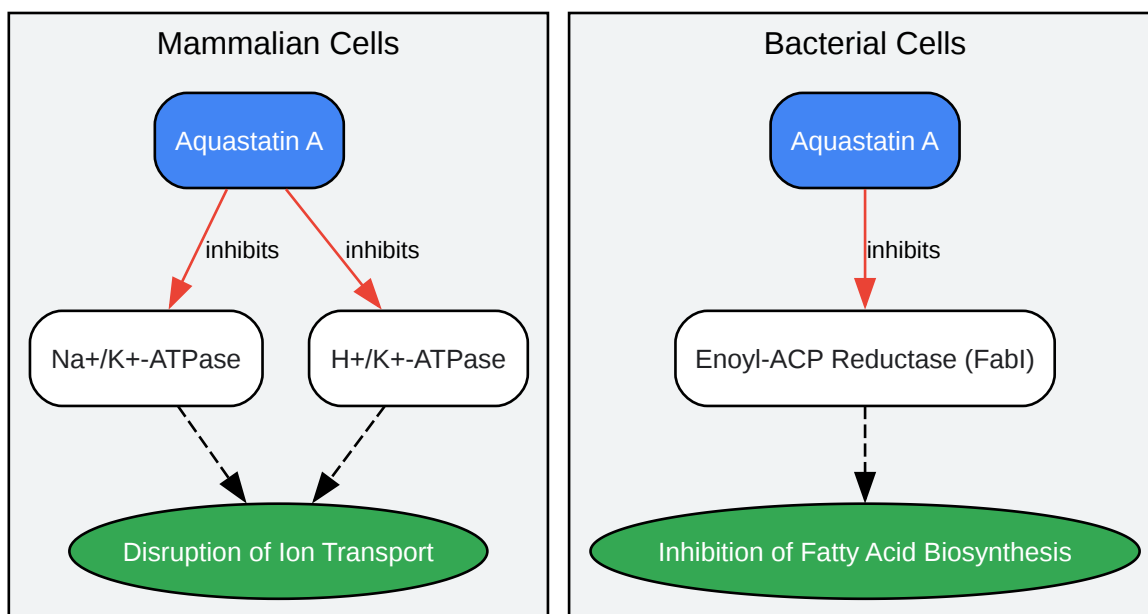 Mammalian Cells
Aquastatin A
inhibits
inhibits
Na+/K+-ATPase
H+/K+-ATPase
Disruption of Ion Transport
Bacterial Cells
Aquastatin A
inhibits
Enoyl-ACP Reductase (FabI)
Inhibition of Fatty Acid Biosynthesis